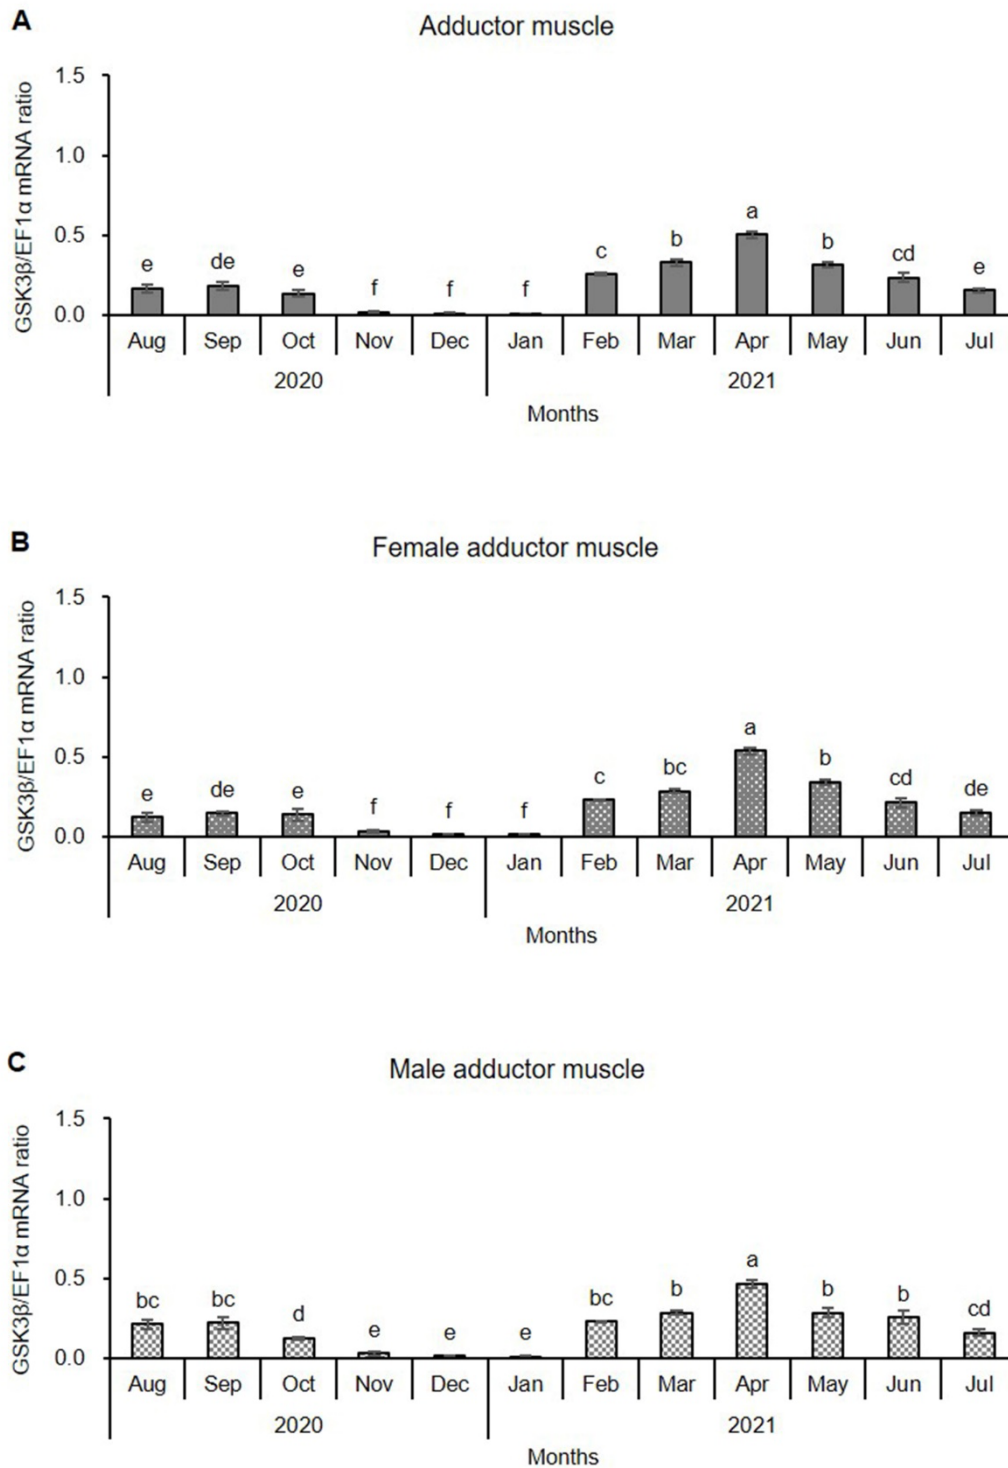 A
Adductor muscle
GSK3β/EF1α mRNA ratio
1.5
1.0
0.5
0.0
e de e f f f c b a b cd e
Aug Sep Oct Nov Dec Jan Feb Mar Apr May Jun Jul
2020 2021
Months
B
Female adductor muscle
GSK3β/EF1α mRNA ratio
1.5
1.0
0.5
0.0
e de e f f f c bc a b cd de
Aug Sep Oct Nov Dec Jan Feb Mar Apr May Jun Jul
2020 2021
Months
C
Male adductor muscle
GSK3β/EF1α mRNA ratio
1.5
1.0
0.5
0.0
bc bc d e e e bc b a b b cd
Aug Sep Oct Nov Dec Jan Feb Mar Apr May Jun Jul
2020 2021
Months